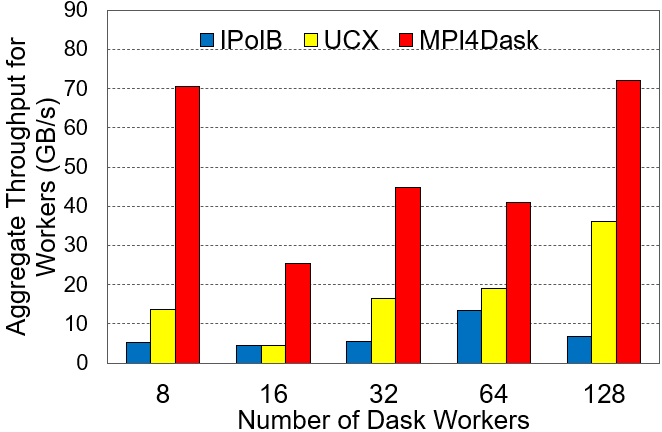 90
80
70
60
50
40
30
20
10
0
IPoIB UCX MPI4Dask
Aggregate Throughput for
Workers (GB/s)
8 16 32 64 128
Number of Dask Workers